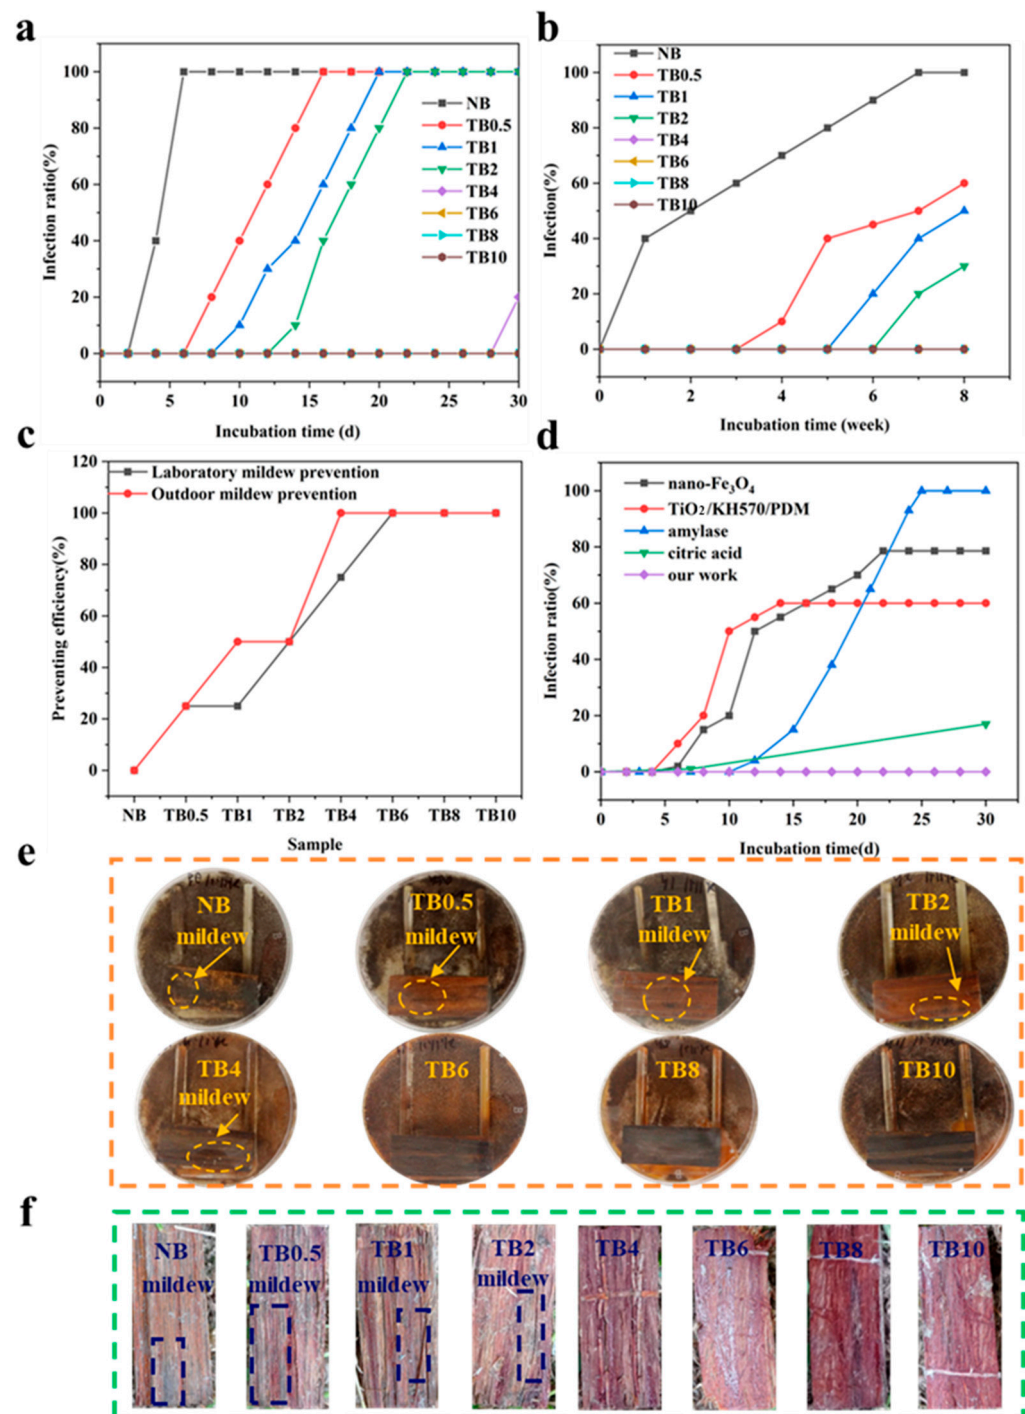 a
Infection ratio(%)
100
80
60
40
20
0
NB
TB0.5
TB1
TB2
TB4
TB6
TB8
TB10
0 5 10 15 20 25 30
Incubation time (d)
b
Infection(%)
100
80
60
40
20
0
NB
TB0.5
TB1
TB2
TB4
TB6
TB8
TB10
0 2 4 6 8
Incubation time (week)
c
Preventing efficiency(%)
120
100
80
60
40
20
0
Laboratory mildew prevention
Outdoor mildew prevention
NB TB0.5 TB1 TB2 TB4 TB6 TB8 TB10
Sample
d
Infection ratio(%)
100
80
60
40
20
0
nano-Fe₃O₄
TiO₂/KH570/PDM
amylase
citric acid
our work
0 5 10 15 20 25 30
Incubation time(d)
e
NB
mildew
TB0.5
mildew
TB1
mildew
TB2
mildew
TB4
mildew
TB6
TB8
TB10
f
NB
mildew
TB0.5
mildew
TB1
mildew
TB2
mildew
TB4
TB6
TB8
TB10